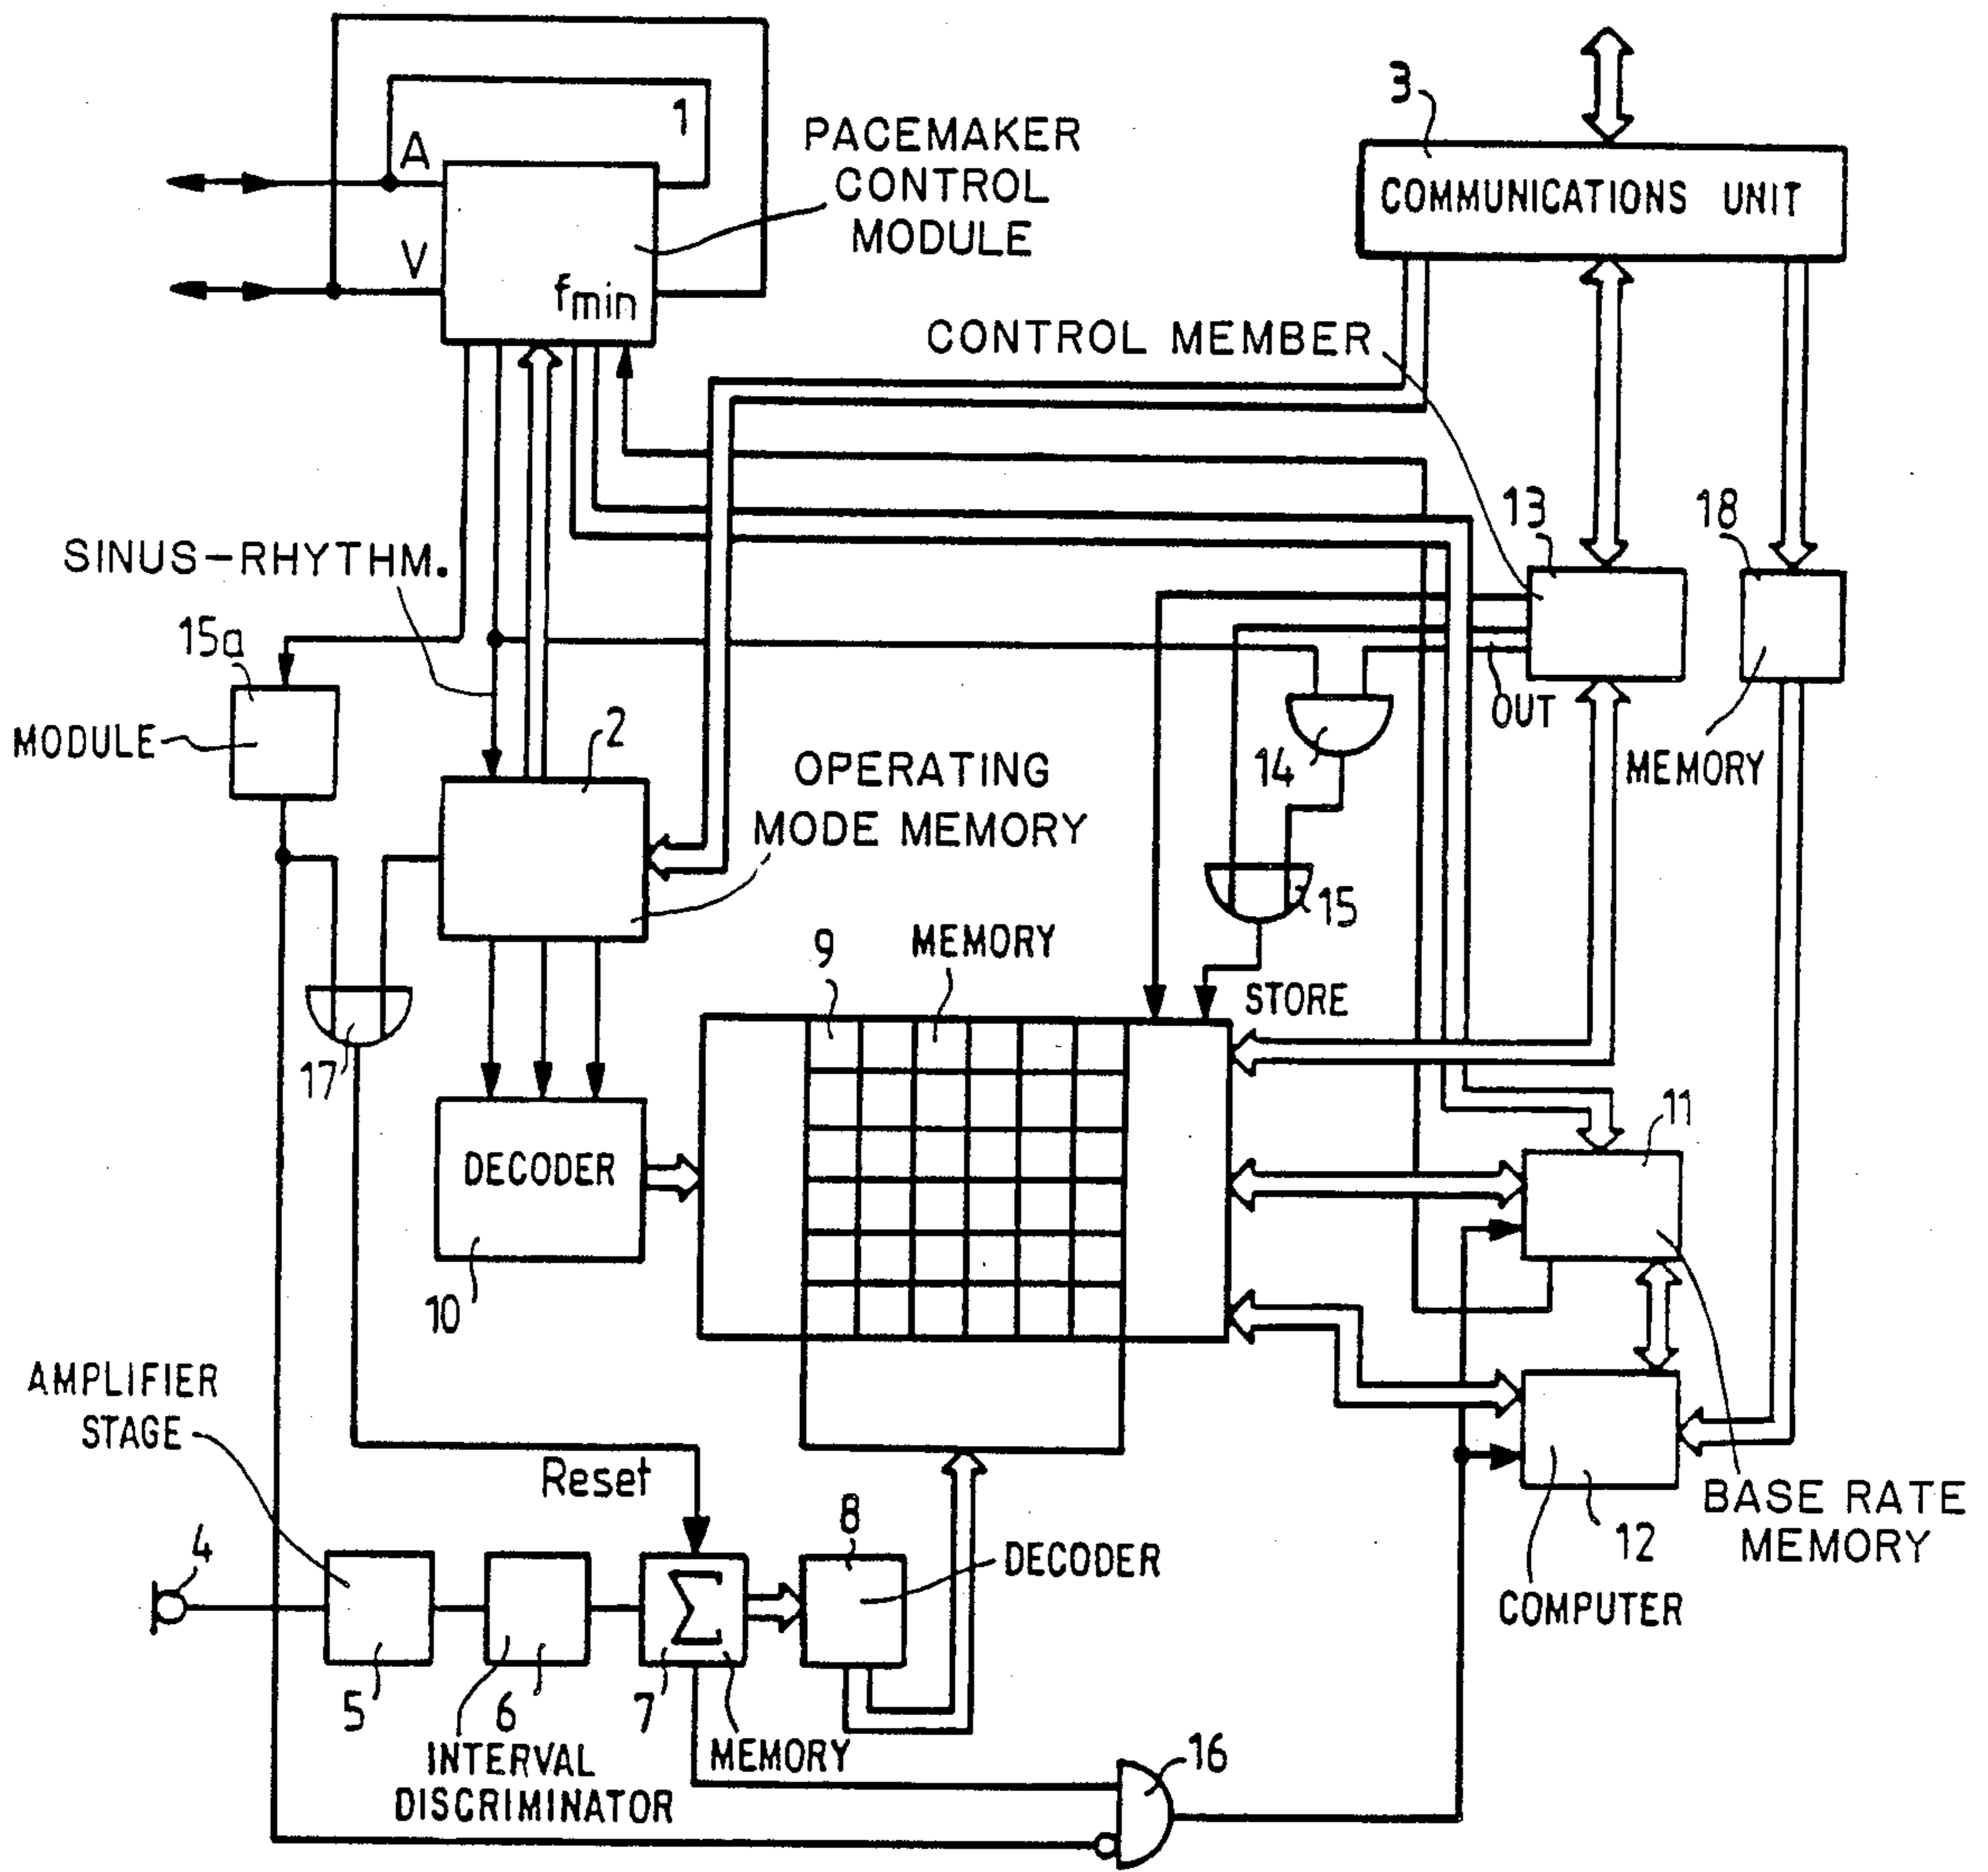 1
A
V
f min
PACEMAKER
CONTROL
MODULE
3
COMMUNICATIONS UNIT
CONTROL MEMBER
13
18
SINUS-RHYTHM.
15a
MODULE
2
OPERATING
MODE MEMORY
14
OUT
MEMORY
15
9
MEMORY
STORE
17
DECODER
10
11
AMPLIFIER
STAGE
Reset
4
8
DECODER
BASE RATE
MEMORY
12
COMPUTER
Σ
5
6
7
INTERVAL
DISCRIMINATOR
MEMORY
16